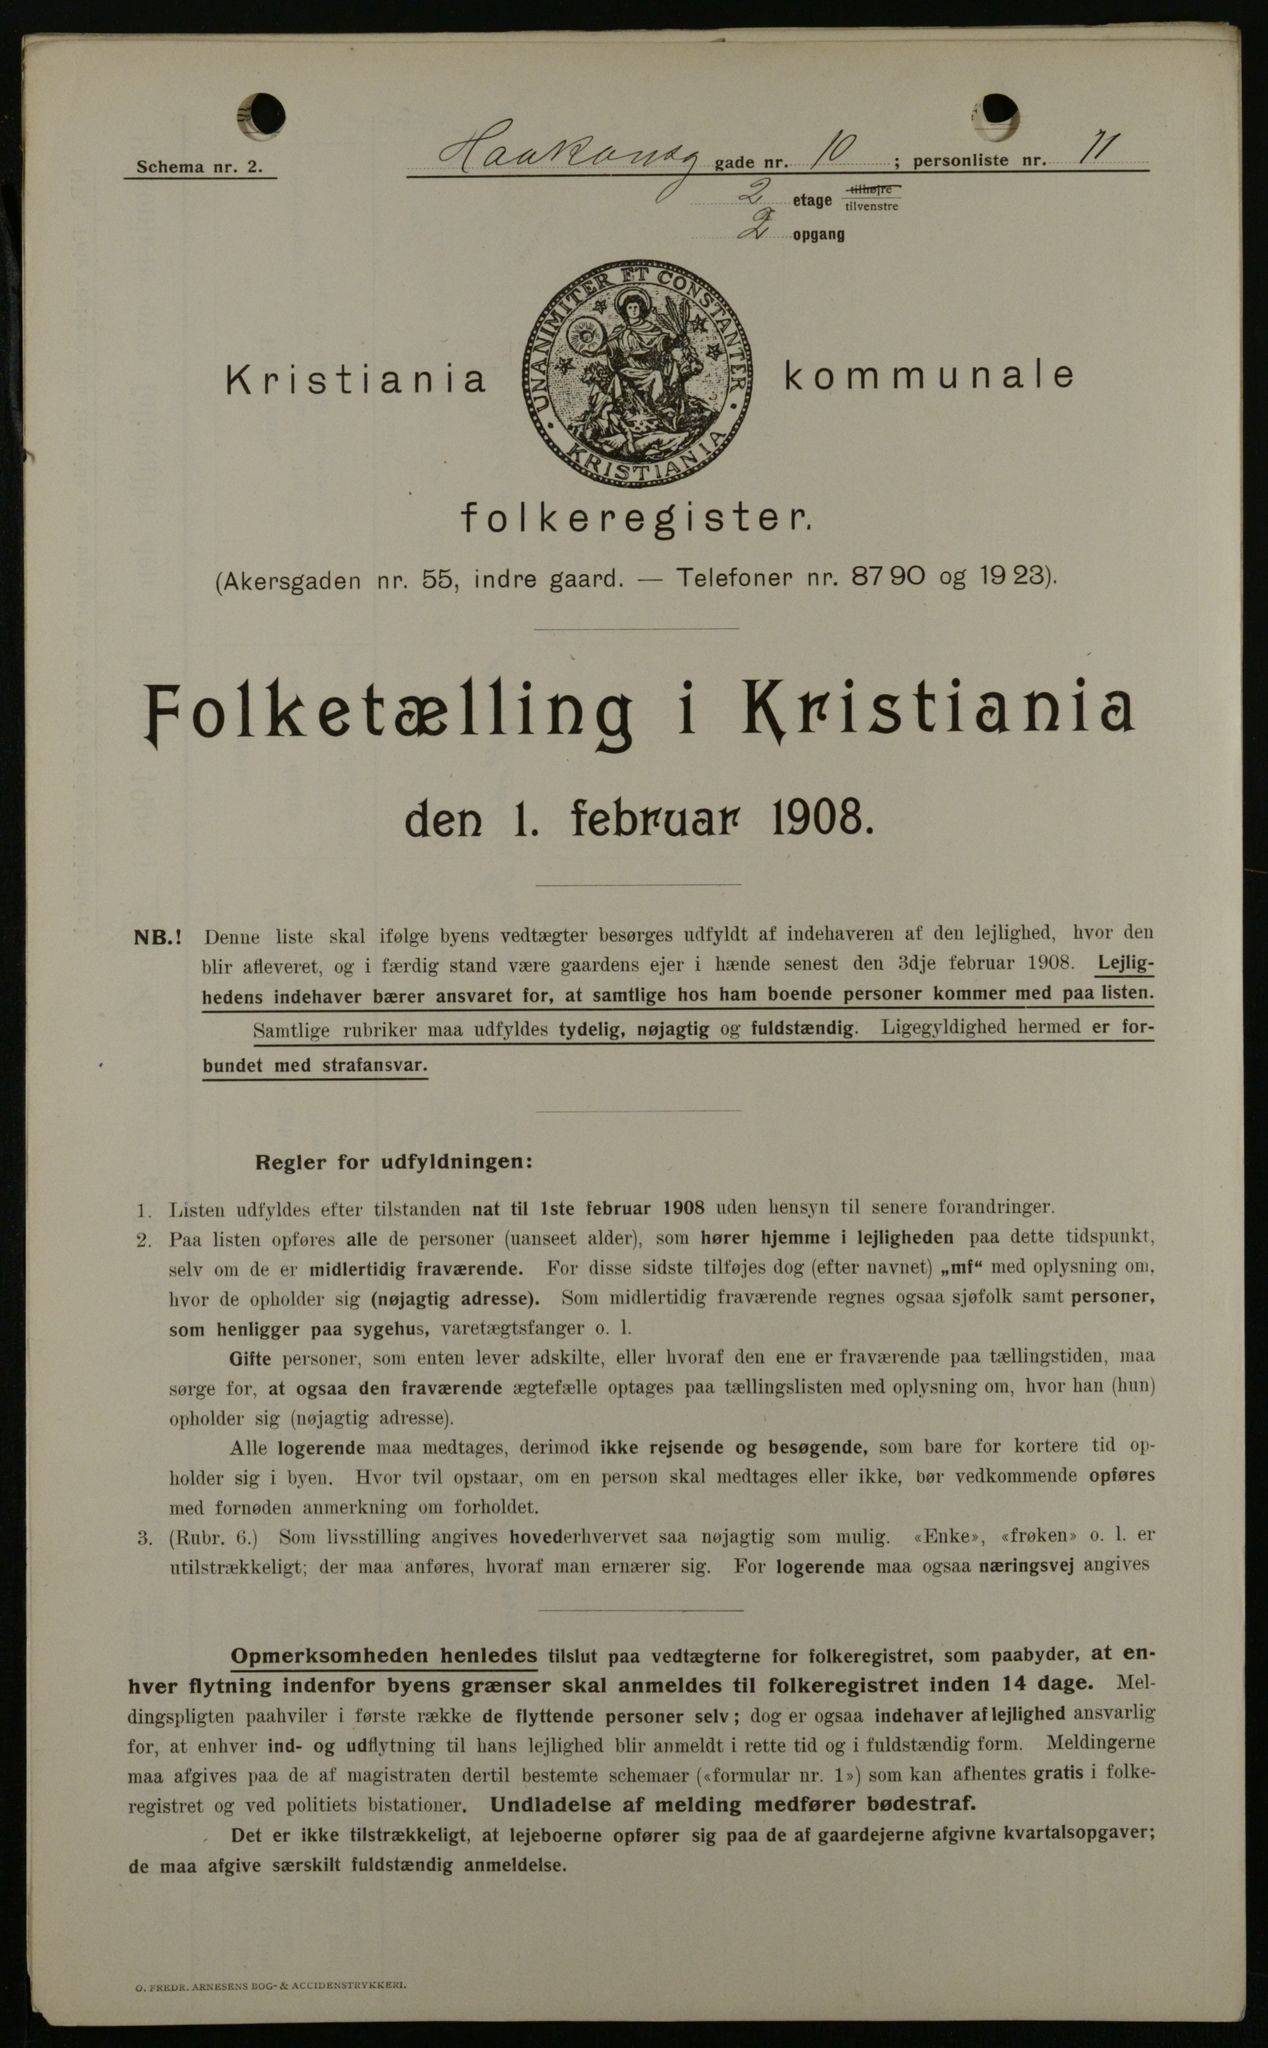 Schema nr. 2.
Haakonsg gade nr. 10 ; personliste nr. 11
2 etage tilhøjre
tilvenstre
2 opgang
UNANIMITER ET CONSTANTER
KRISTIANIA
Kristiania kommunale
folkeregister.
(Akersgaden nr. 55, indre gaard. — Telefoner nr. 8790 og 1923).
Folketælling i Kristiania
den 1. februar 1908.
NB.! Denne liste skal ifølge byens vedtægter besørges udfyldt af indehaveren af den lejlighed, hvor den
blir afleveret, og i færdig stand være gaardens ejer i hænde senest den 3dje februar 1908. Lejlig-
hedens indehaver bærer ansvaret for, at samtlige hos ham boende personer kommer med paa listen.
Samtlige rubriker maa udfyldes tydelig, nøjagtig og fuldstændig. Ligegyldighed hermed er for-
bundet med strafansvar.
Regler for udfyldningen:
1. Listen udfyldes efter tilstanden nat til 1ste februar 1908 uden hensyn til senere forandringer.
2. Paa listen opføres alle de personer (uanseet alder), som hører hjemme i lejligheden paa dette tidspunkt,
selv om de er midlertidig fraværende. For disse sidste tilføjes dog (efter navnet) „mf“ med oplysning om,
hvor de opholder sig (nøjagtig adresse). Som midlertidig fraværende regnes ogsaa sjøfolk samt personer,
som henligger paa sygehus, varetægtsfanger o. l.
Gifte personer, som enten lever adskilte, eller hvoraf den ene er fraværende paa tællingstiden, maa
sørge for, at ogsaa den fraværende ægtefælle optages paa tællingslisten med oplysning om, hvor han (hun)
opholder sig (nøjagtig adresse).
Alle logerende maa medtages, derimod ikke rejsende og besøgende, som bare for kortere tid op-
holder sig i byen. Hvor tvil opstaar, om en person skal medtages eller ikke, bør vedkommende opføres
med fornøden anmerkning om forholdet.
3. (Rubr. 6.) Som livsstilling angives hovederhvervet saa nøjagtig som mulig. «Enke», «frøken» o. l. er
utilstrækkeligt; der maa anføres, hvoraf man ernærer sig. For logerende maa ogsaa næringsvej angives
Opmerksomheden henledes tilslut paa vedtægterne for folkeregistret, som paabyder, at en-
hver flytning indenfor byens grænser skal anmeldes til folkeregistret inden 14 dage. Mel-
dingspligten paahviler i første række de flyttende personer selv; dog er ogsaa indehaver af lejlighed ansvarlig
for, at enhver ind- og udflytning til hans lejlighed blir anmeldt i rette tid og i fuldstændig form. Meldingerne
maa afgives paa de af magistraten dertil bestemte schemaer («formular nr. 1») som kan afhentes gratis i folke-
registret og ved politiets bistationer. Undladelse af melding medfører bødestraf.
Det er ikke tilstrækkeligt, at lejeboerne opfører sig paa de af gaardejerne afgivne kvartalsopgaver;
de maa afgive særskilt fuldstændig anmeldelse.
O. FREDR. ARNESENS BOG- & ACCIDENSTRYKKERI.